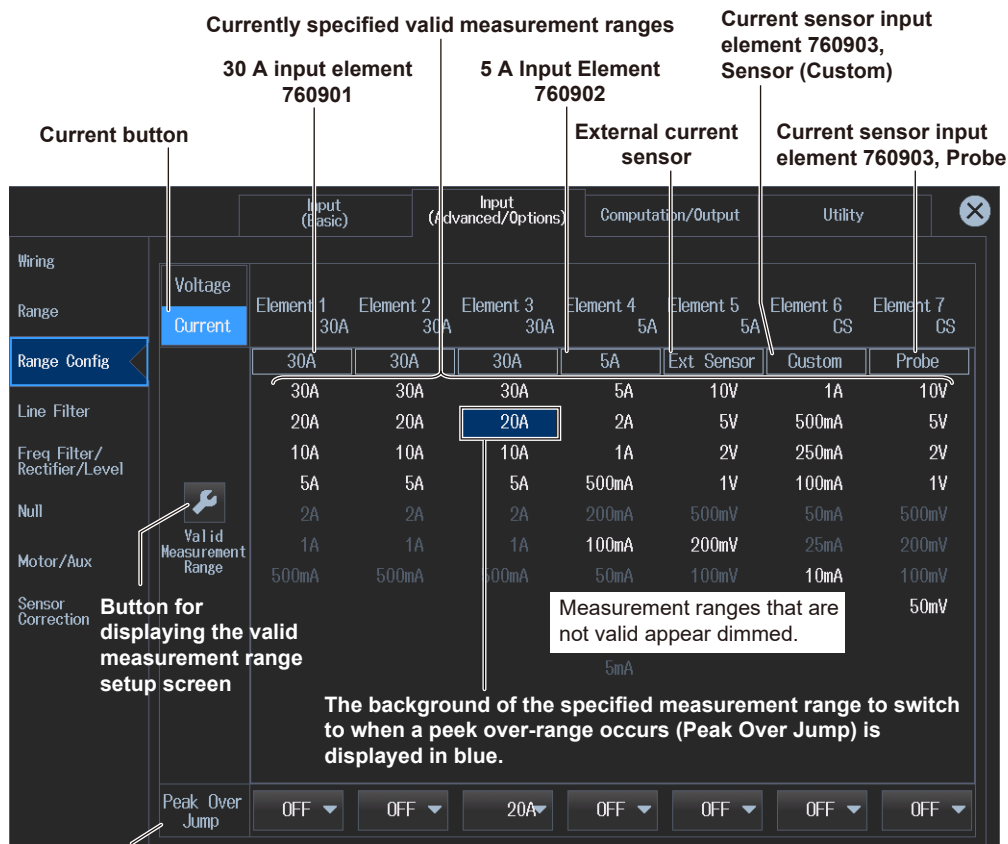 Currently specified valid measurement ranges
Current sensor input
element 760903,
Sensor (Custom)
30 A input element
760901
5 A Input Element
760902
Current button
External current
sensor
Current sensor input
element 760903, Probe
Input
(Basic)
Input
(Advanced/Options)
Computation/Output
Utility
Wiring
Range
Range Config
Line Filter
Freq Filter/
Rectifier/Level
Null
Motor/Aux
Sensor
Correction
Voltage
Current
Element 1 Element 2 Element 3 Element 4 Element 5 Element 6 Element 7
30A 30A 30A 5A 5A CS CS
30A 30A 30A 5A Ext Sensor Custom Probe
30A 30A 30A 5A 10V 1A 10V
20A 20A 20A 2A 5V 500mA 5V
10A 10A 10A 1A 2V 250mA 2V
5A 5A 5A 500mA 1V 100mA 1V
2A 2A 2A 200mA 500mV 50mA 500mV
1A 1A 1A 100mA 200mV 25mA 200mV
500mA 500mA 500mA 50mA 100mV 10mA 100mV
50mV
5mA
Valid
Measurement
Range
Button for
displaying the valid
measurement range
setup screen
Measurement ranges that are
not valid appear dimmed.
The background of the specified measurement range to switch
to when a peek over-range occurs (Peak Over Jump) is
displayed in blue.
Peak Over
Jump
OFF OFF 20A OFF OFF OFF OFF